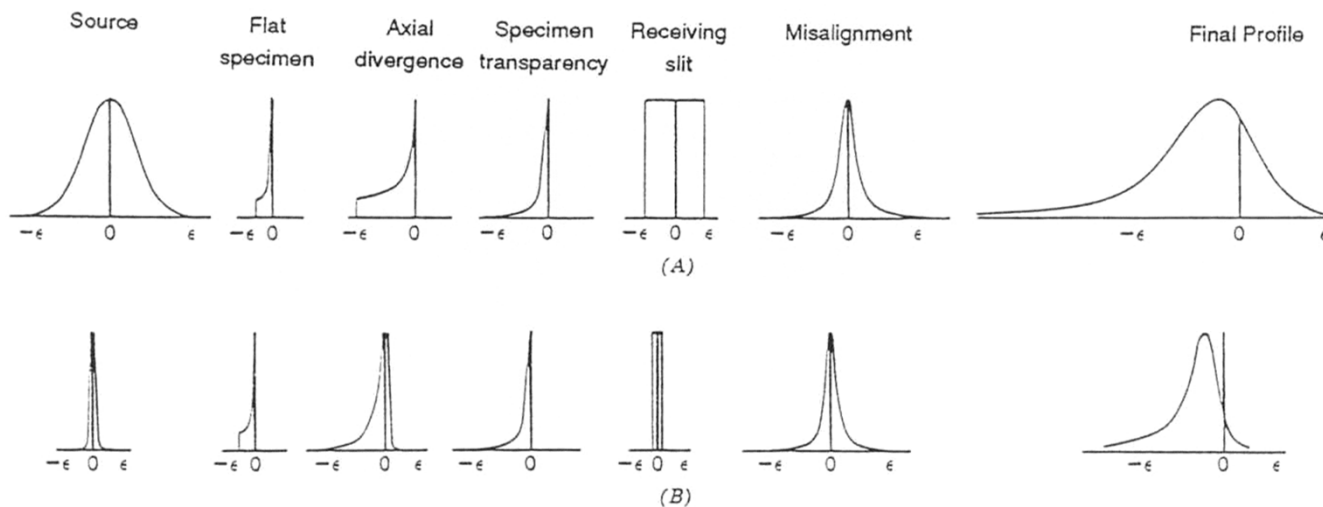 Source Flat specimen Axial divergence Specimen transparency Receiving slit Misalignment Final Profile
−ϵ 0 ϵ −ϵ 0 −ϵ 0 −ϵ 0 −ϵ 0 ϵ −ϵ 0 ϵ −ϵ 0 ϵ
(A)
−ϵ 0 ϵ −ϵ 0 −ϵ 0 ϵ −ϵ 0 −ϵ 0 ϵ −ϵ 0 ϵ −ϵ 0 ϵ
(B)